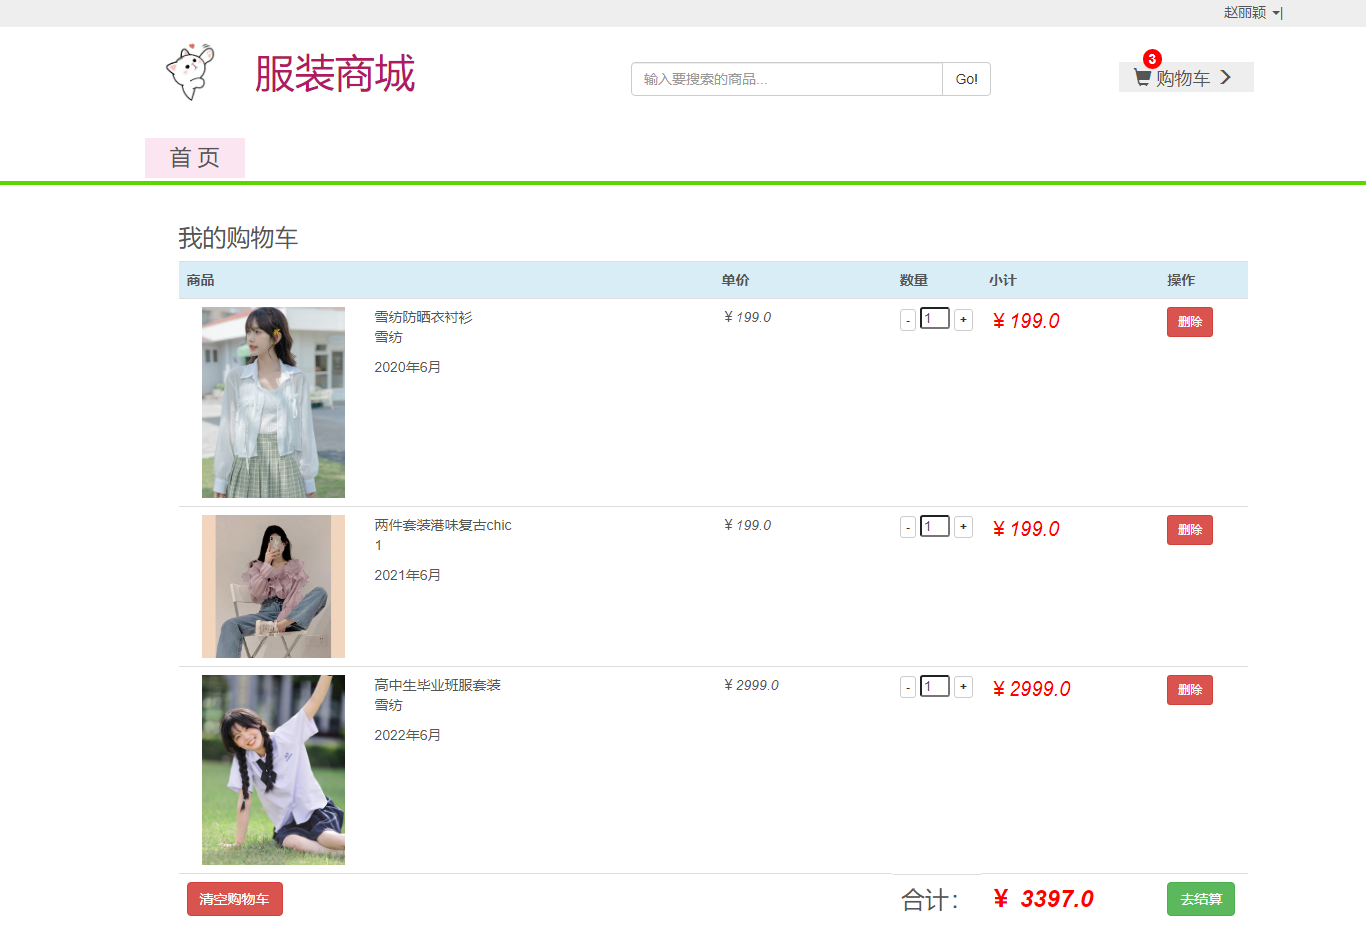 赵丽颖
服装商城
输入要搜索的商品...
Go!
3
购物车
首 页
我的购物车
商品 单价 数量 小计 操作
雪纺防晒衣衬衫 ¥ 199.0 - 1 + ¥ 199.0 删除
雪纺
2020年6月
两件套装港味复古chic ¥ 199.0 - 1 + ¥ 199.0 删除
1
2021年6月
高中生毕业班服套装 ¥ 2999.0 - 1 + ¥ 2999.0 删除
雪纺
2022年6月
清空购物车 合计： ¥ 3397.0 去结算